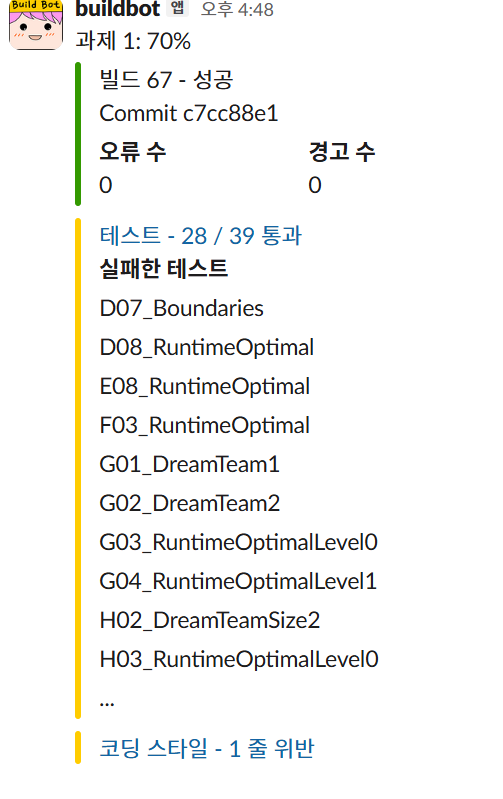 Build Bot
buildbot 앱 오후 4:48
과제 1: 70%
빌드 67 - 성공
Commit c7cc88e1
오류 수 경고 수
0 0
테스트 - 28 / 39 통과
실패한 테스트
D07_Boundaries
D08_RuntimeOptimal
E08_RuntimeOptimal
F03_RuntimeOptimal
G01_DreamTeam1
G02_DreamTeam2
G03_RuntimeOptimalLevel0
G04_RuntimeOptimalLevel1
H02_DreamTeamSize2
H03_RuntimeOptimalLevel0
...
코딩 스타일 - 1 줄 위반